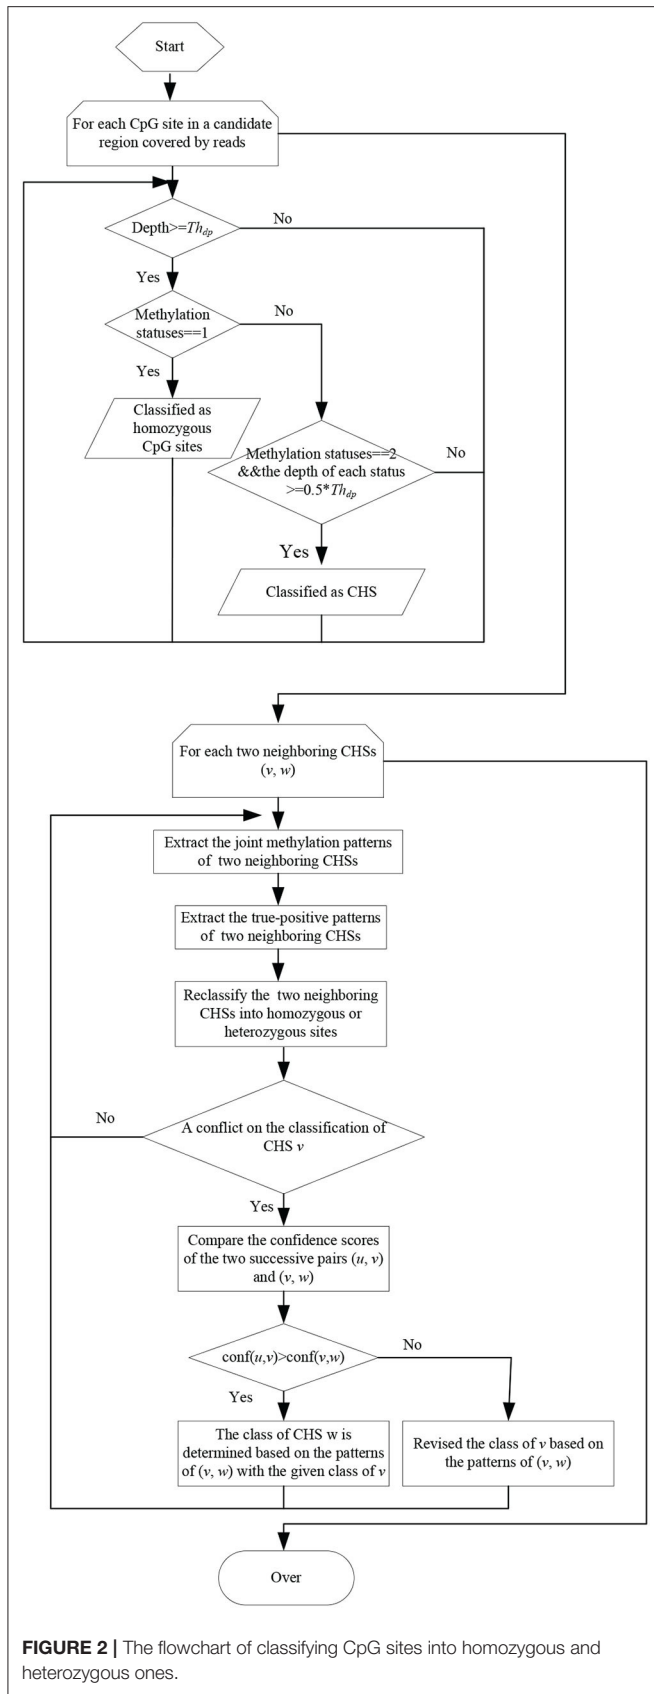 Start
For each CpG site in a candidate
region covered by reads
Depth>=Th_dp
No
Yes
Methylation
statuses==1
No
Yes
Classified as
homozygous
CpG sites
Methylation statuses==2
&&the depth of each status
>=0.5*Th_dp
No
Yes
Classified as CHS
For each two neighboring CHSs
(v, w)
Extract the joint methylation patterns
of two neighboring CHSs
Extract the true-positive patterns
of two neighboring CHSs
Reclassify the two neighboring
CHSs into homozygous or
heterozygous sites
No
A conflict on the classification of
CHS v
Yes
Compare the confidence scores
of the two successive pairs (u, v)
and (v, w)
conf(u,v)>conf(v,w)
No
Yes
The class of CHS w is
determined based on the patterns
of (v, w) with the given class of v
Revised the class of v based on
the patterns of (v, w)
Over
FIGURE 2 | The flowchart of classifying CpG sites into homozygous and
heterozygous ones.